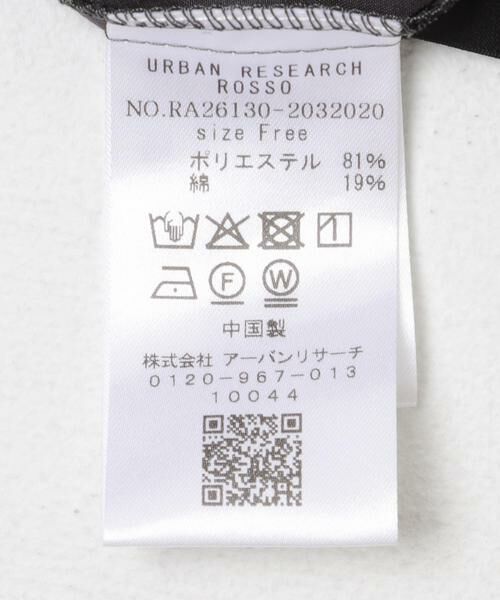 URBAN RESEARCH
ROSSO
NO.RA26130-2032020
size Free
ポリエステル 81%
綿 19%
F W
中国製
株式会社 アーバンリサーチ
0120-967-013
10044